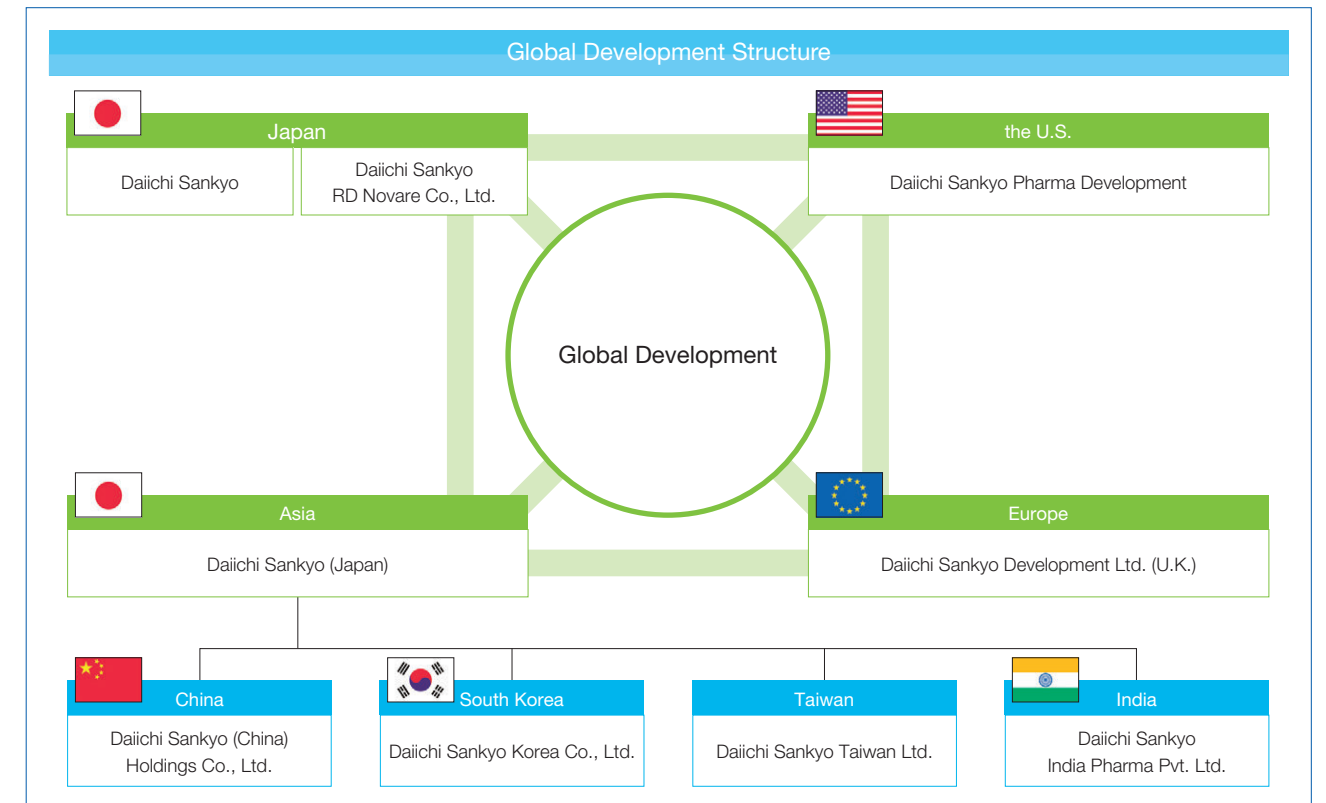 Global Development Structure
Japan
Daiichi Sankyo
Daiichi Sankyo
RD Novare Co., Ltd.
the U.S.
Daiichi Sankyo Pharma Development
Global Development
Asia
Daiichi Sankyo (Japan)
Europe
Daiichi Sankyo Development Ltd. (U.K.)
China
Daiichi Sankyo (China)
Holdings Co., Ltd.
South Korea
Daiichi Sankyo Korea Co., Ltd.
Taiwan
Daiichi Sankyo Taiwan Ltd.
India
Daiichi Sankyo
India Pharma Pvt. Ltd.